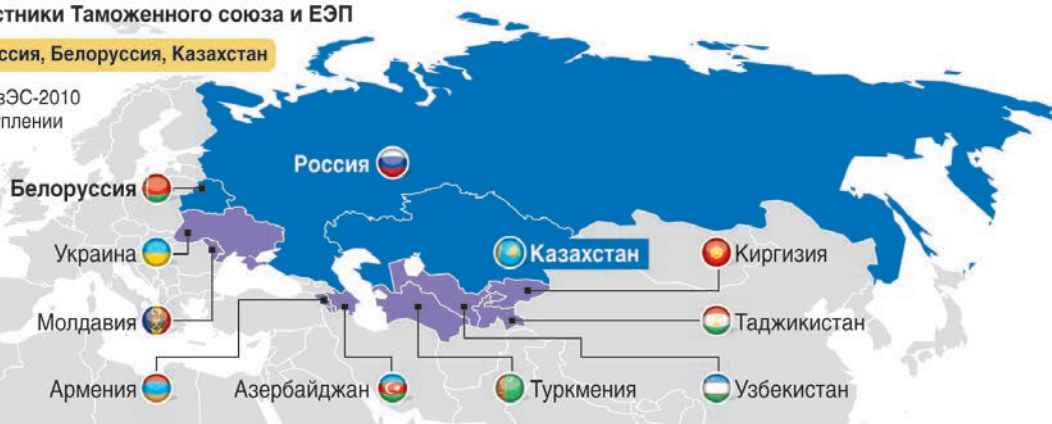 стники Таможенного союза и ЕЭП
ссия, Белоруссия, Казахстан
зЭС-2010
плении
Россия
Белоруссия
Украина
Казахстан
Киргизия
Молдавия
Таджикистан
Армения
Азербайджан
Туркмения
Узбекистан